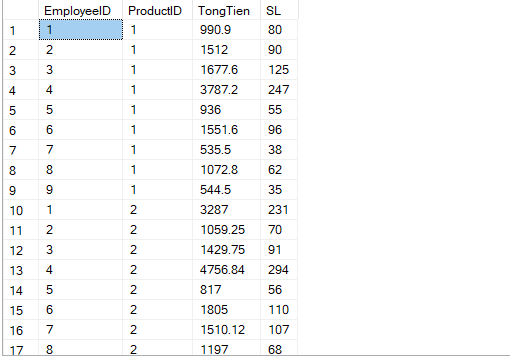 EmployeeID ProductID TongTien SL
1 1 1 990.9 80
2 2 1 1512 90
3 3 1 1677.6 125
4 4 1 3787.2 247
5 5 1 936 55
6 6 1 1551.6 96
7 7 1 535.5 38
8 8 1 1072.8 62
9 9 1 544.5 35
10 1 2 3287 231
11 2 2 1059.25 70
12 3 2 1429.75 91
13 4 2 4756.84 294
14 5 2 817 56
15 6 2 1805 110
16 7 2 1510.12 107
17 8 2 1197 68